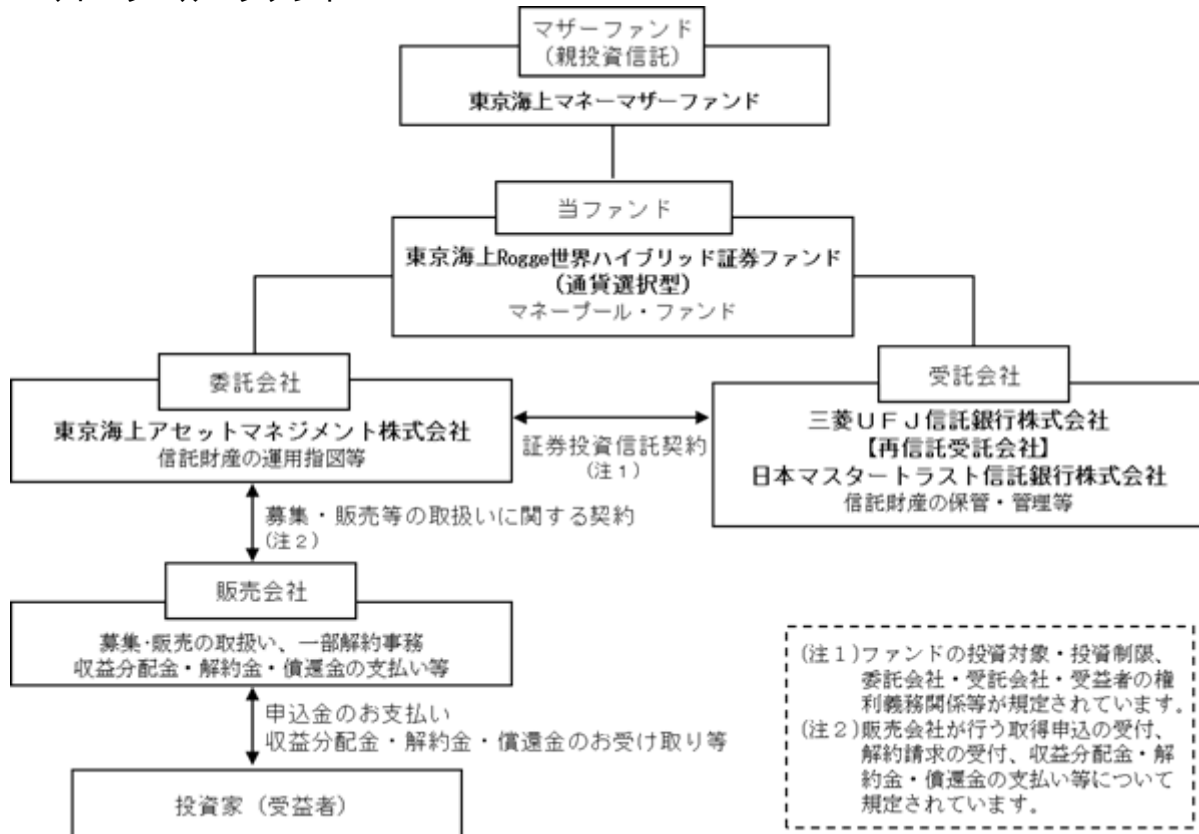 マザーファンド
(親投資信託)
東京海上マネーマザーファンド
当ファンド
東京海上Rogge世界ハイブリッド証券ファンド
(通貨選択型)
マネープール・ファンド
委託会社
東京海上アセットマネジメント株式会社
信託財産の運用指図等
証券投資信託契約
(注1)
受託会社
三菱UFJ信託銀行株式会社
【再信託受託会社】
日本マスタートラスト信託銀行株式会社
信託財産の保管・管理等
募集・販売等の取扱いに関する契約
(注2)
販売会社
募集・販売の取扱い、一部解約事務
収益分配金・解約金・償還金の支払い等
申込金のお支払い
収益分配金・解約金・償還金のお受け取り等
投資家(受益者)
(注1)ファンドの投資対象・投資制限、
委託会社・受託会社・受益者の権
利義務関係等が規定されています。
(注2)販売会社が行う取得申込の受付、
解約請求の受付、収益分配金・解
約金・償還金の支払い等について
規定されています。